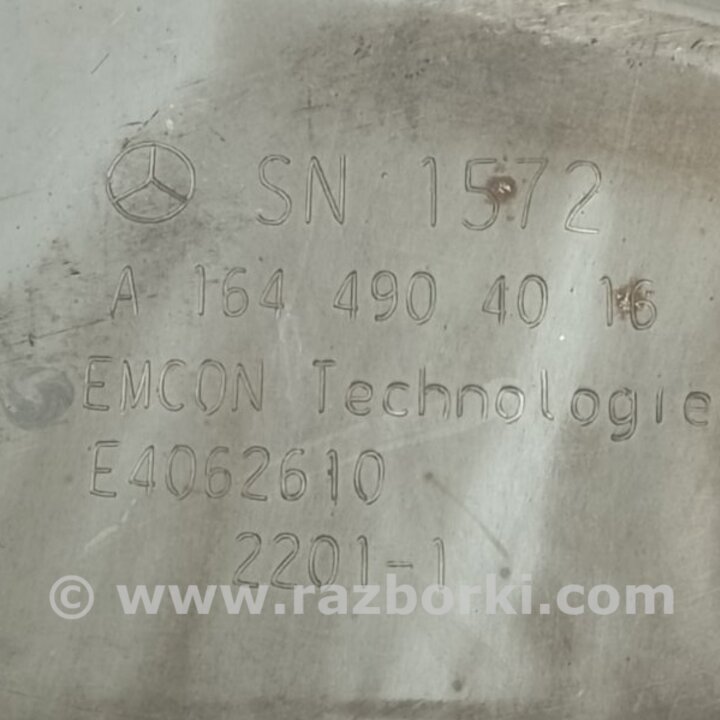 SN 1572
A 164 490 40 16
EMCON Technologie
E4062610
2201-1
© www.razborki.com